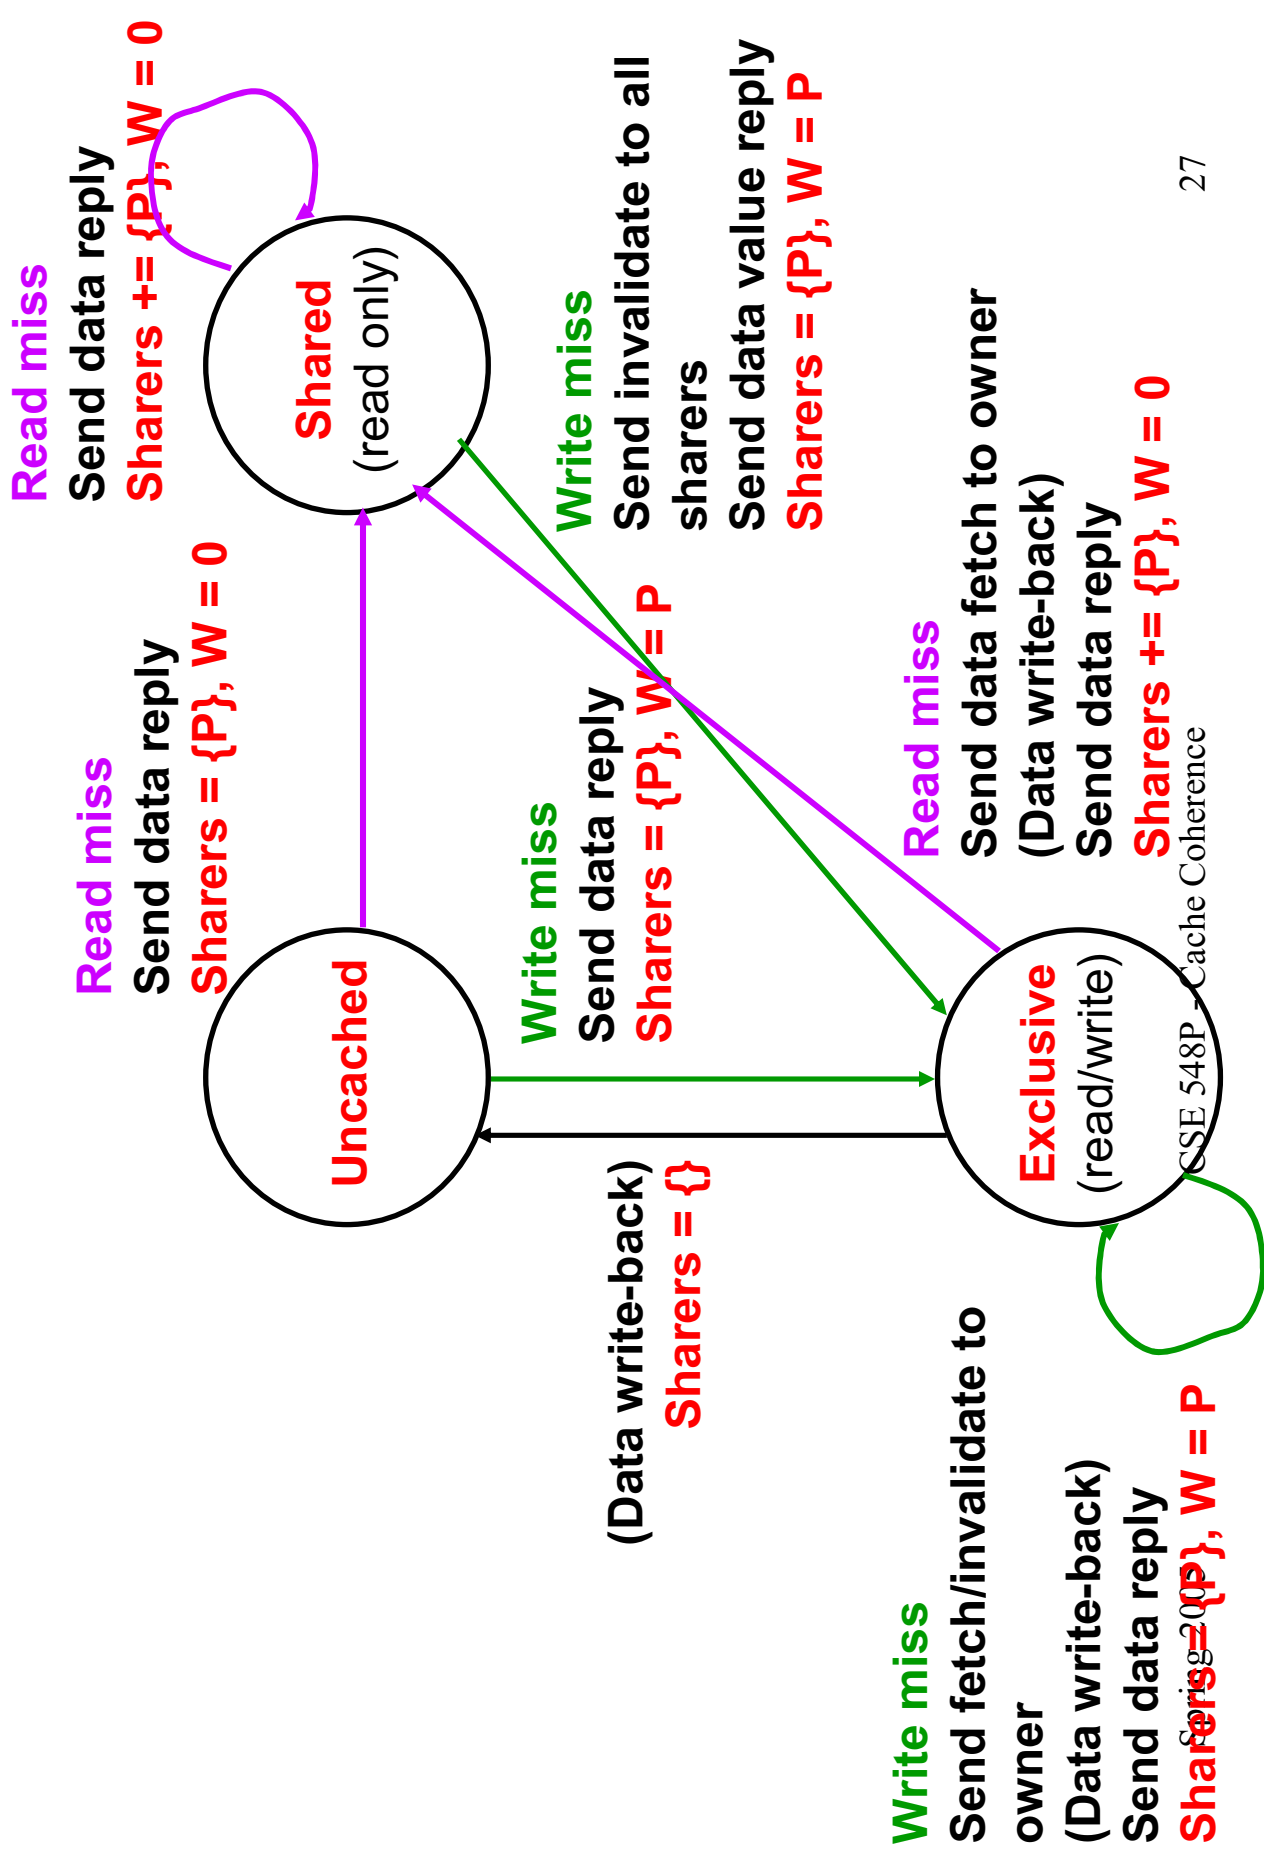 Read miss
Send data reply
Sharers += {P}, W = 0
Read miss
Send data reply
Sharers = {P}, W = 0
Uncached
Shared
(read only)
Write miss
Send data reply
Sharers = {P}, W = P
Write miss
Send invalidate to all
sharers
Send data value reply
Sharers = {P}, W = P
(Data write-back)
Sharers = {}
Write miss
Send fetch/invalidate to
owner
(Data write-back)
Send data reply
Sharers = {P}, W = P
Exclusive
(read/write)
Read miss
Send data fetch to owner
(Data write-back)
Send data reply
Sharers += {P}, W = 0
Spring 2005
CSE 548P - Cache Coherence
27